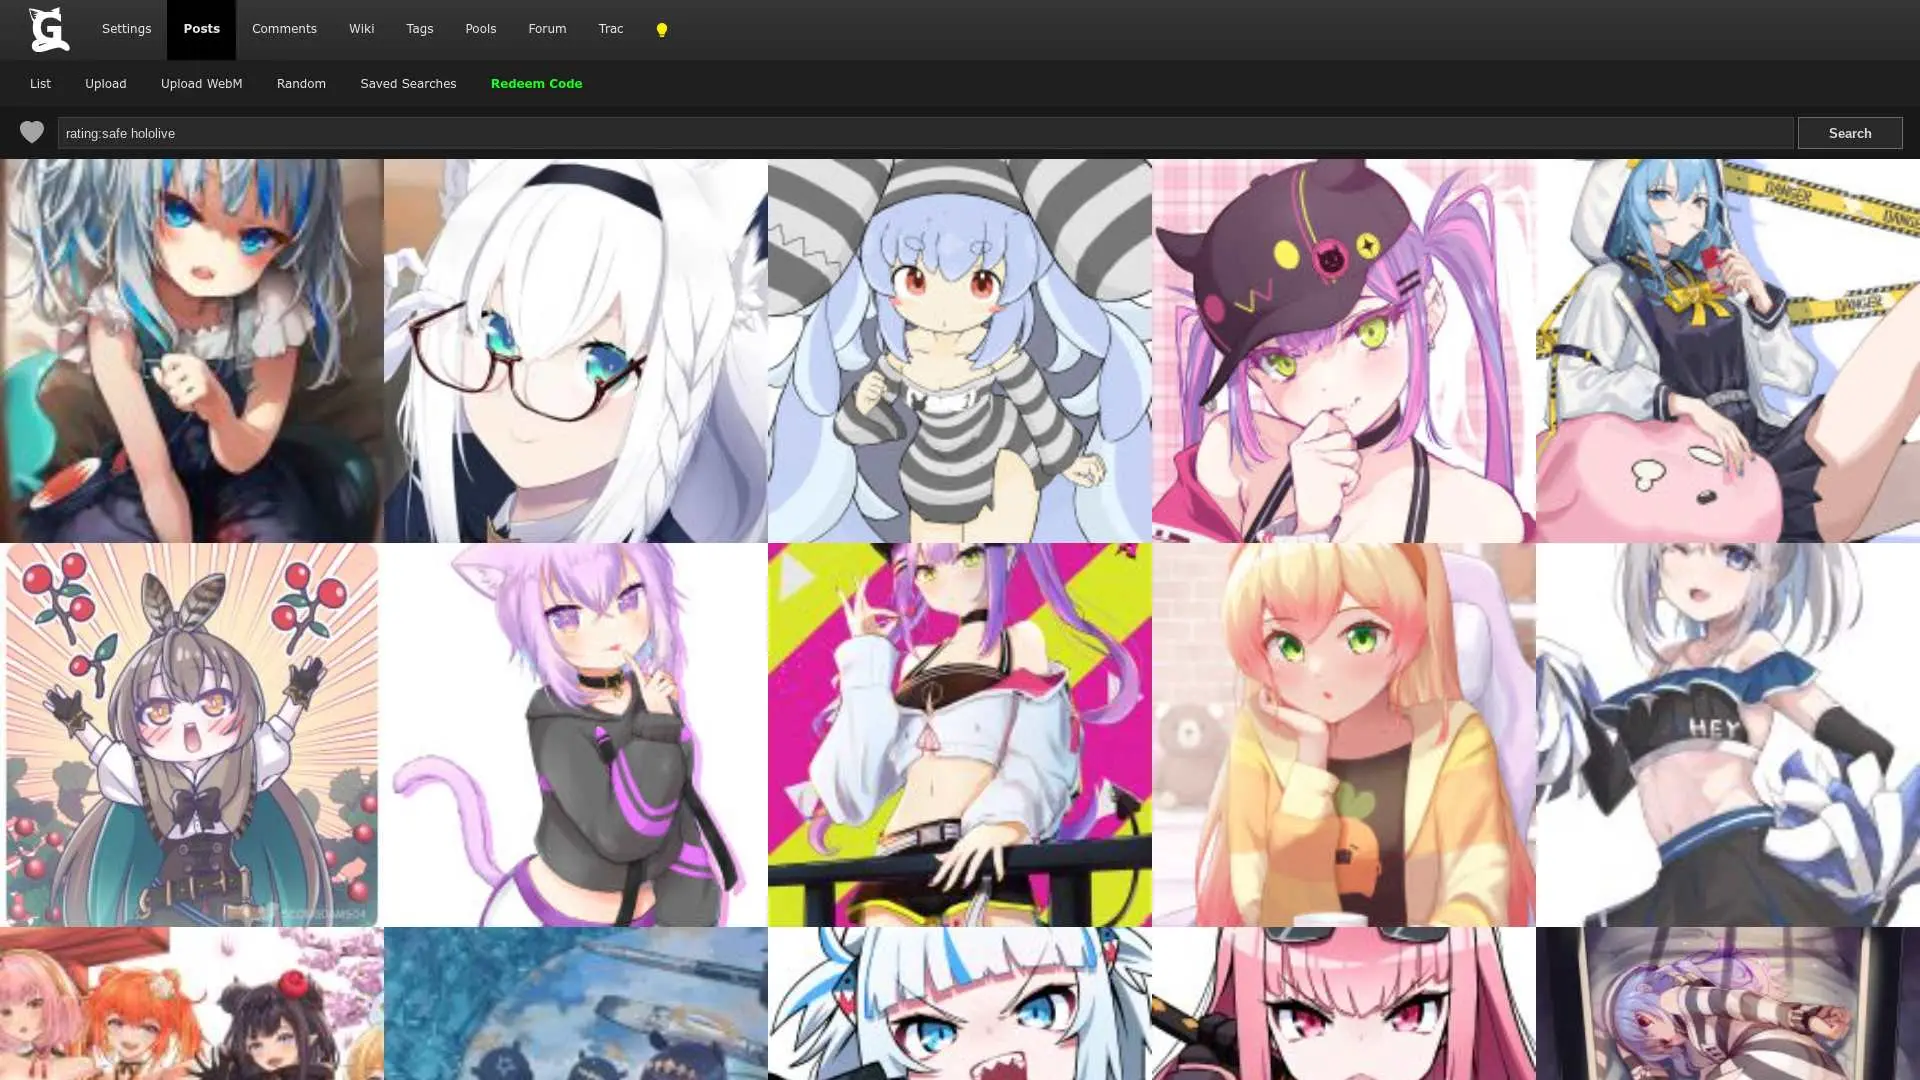 Settings Posts Comments Wiki Tags Pools Forum Trac
List Upload Upload WebM Random Saved Searches Redeem Code
rating:safe hololive Search
DANGER DANGER
DANGER
HEY